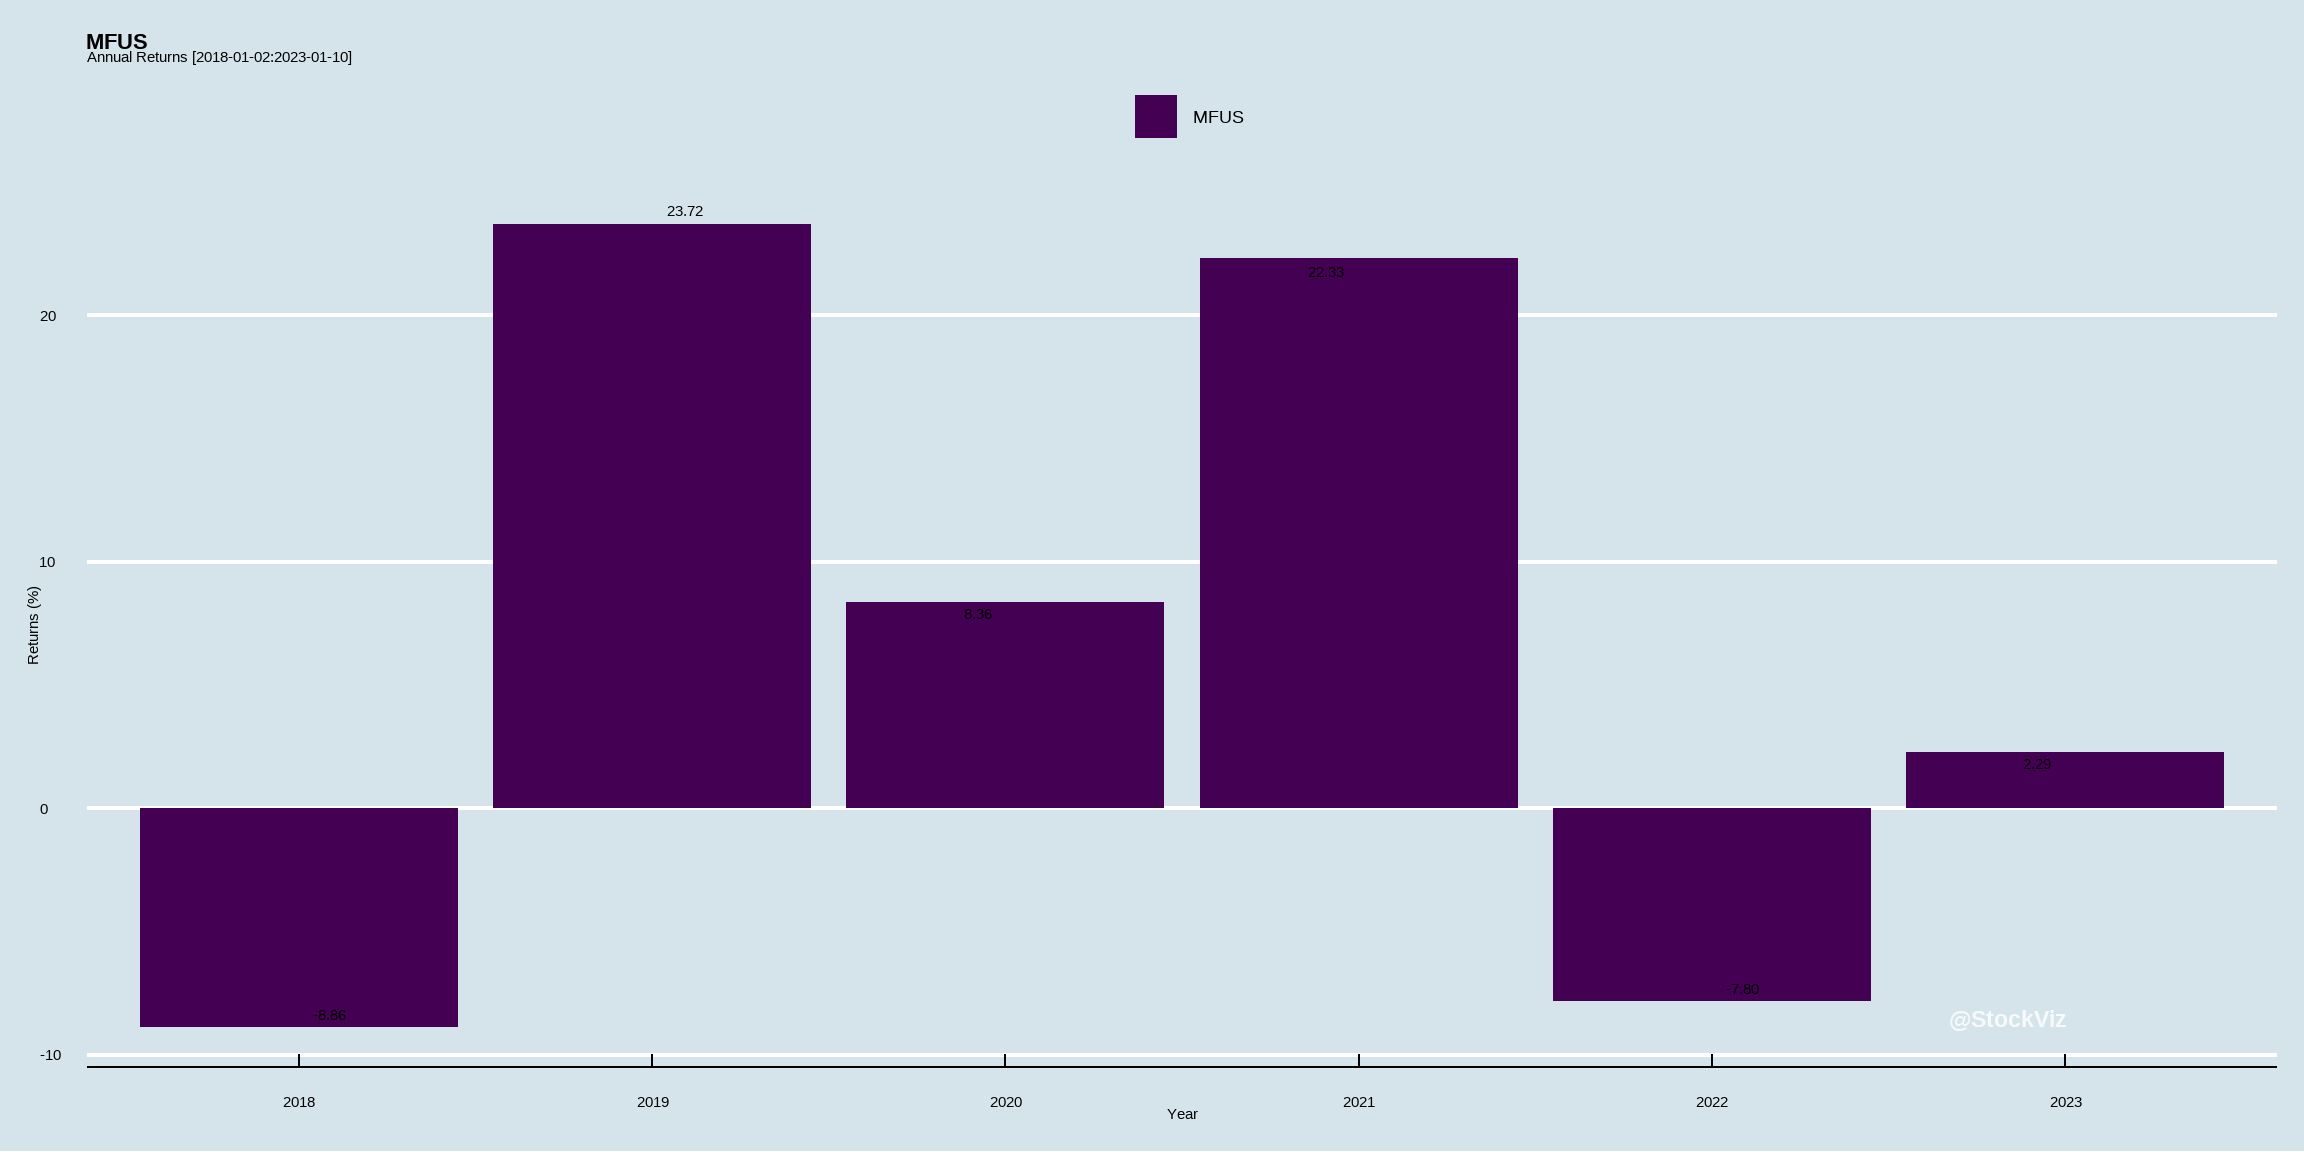 MFUS
Annual Returns [2018-01-02:2023-01-10]
MFUS
23.72
22.33
20
10
8.36
Returns (%)
2.29
0
-7.80
-8.86
@StockViz
-10
2018 2019 2020 2021 2022 2023
Year